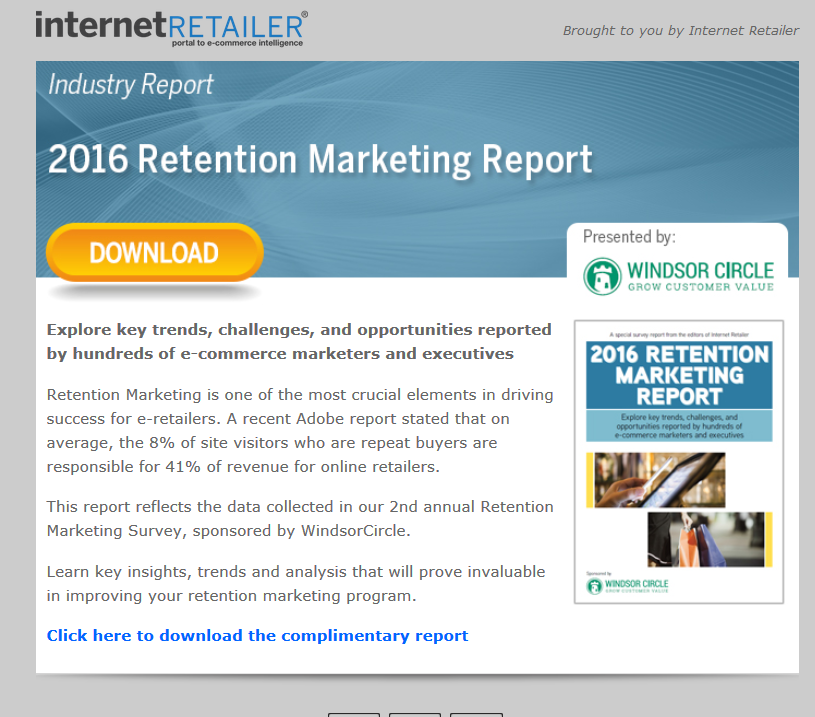 internetRETAILER®
portal to e-commerce intelligence
Brought to you by Internet Retailer
Industry Report
2016 Retention Marketing Report
DOWNLOAD
Presented by:
WINDSOR CIRCLE
GROW CUSTOMER VALUE
Explore key trends, challenges, and opportunities reported
by hundreds of e-commerce marketers and executives
Retention Marketing is one of the most crucial elements in driving
success for e-retailers. A recent Adobe report stated that on
average, the 8% of site visitors who are repeat buyers are
responsible for 41% of revenue for online retailers.
This report reflects the data collected in our 2nd annual Retention
Marketing Survey, sponsored by WindsorCircle.
Learn key insights, trends and analysis that will prove invaluable
in improving your retention marketing program.
Click here to download the complimentary report
A special survey report from the editors of Internet Retailer
2016 RETENTION
MARKETING
REPORT
Explore key trends, challenges, and
opportunities reported by hundreds of
e-commerce marketers and executives
Sponsored by
WINDSOR CIRCLE
GROW CUSTOMER VALUE